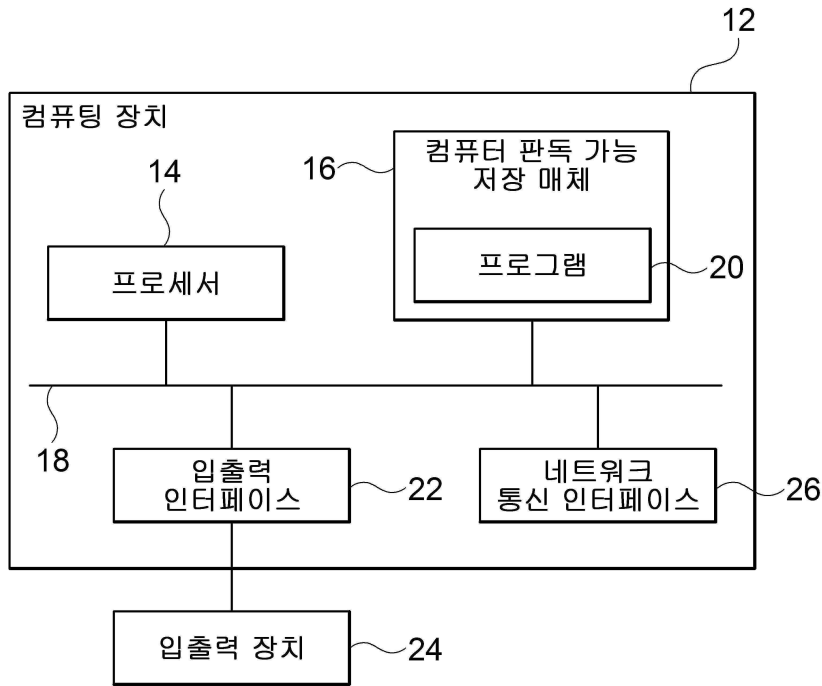 12
컴퓨팅 장치
14
16
컴퓨터 판독 가능
저장 매체
프로세서
프로그램
20
18
입출력
인터페이스
22
네트워크
통신 인터페이스
26
입출력 장치
24